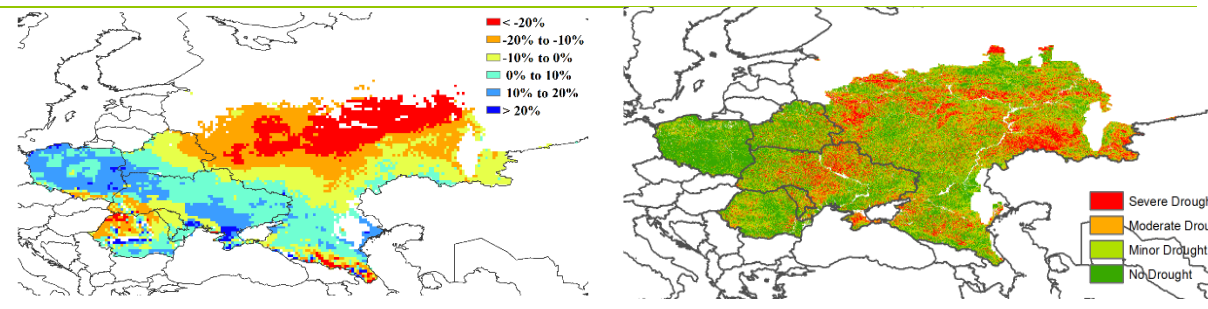 < -20%
-20% to -10%
-10% to 0%
0% to 10%
10% to 20%
> 20%
Severe Drough
Moderate Drou
Minor Drought
No Drought